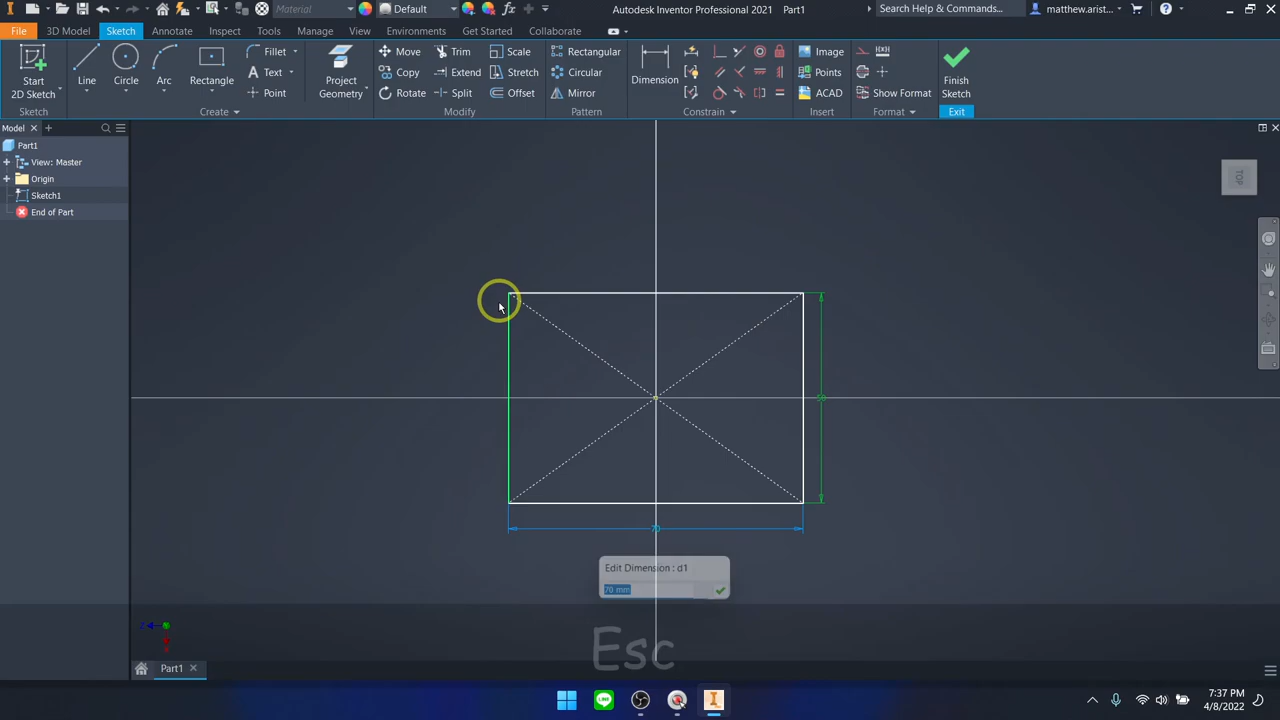 Material
Default
Autodesk Inventor Professional 2021 Part1
Search Help & Commands...
matthew.arist...
File
3D Model
Sketch
Annotate
Inspect
Tools
Manage
View
Environments
Get Started
Collaborate
Start
2D Sketch
Line
Circle
Arc
Rectangle
Fillet
Text
Point
Project
Geometry
Move
Copy
Rotate
Trim
Extend
Split
Scale
Stretch
Offset
Rectangular
Circular
Mirror
Dimension
Image
Points
ACAD
Show Format
Finish
Sketch
Sketch
Create
Modify
Pattern
Constrain
Insert
Format
Exit
Model
Part1
View: Master
Origin
Sketch1
End of Part
TOP
70
Edit Dimension : d1
70 mm
Esc
Part1
7:37 PM
4/8/2022